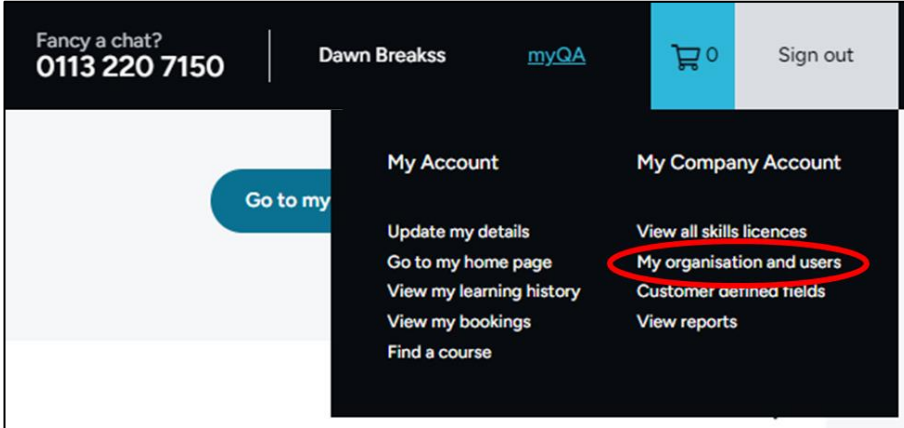 Fancy a chat?
0113 220 7150
Dawn Breakss
myQA
0
Sign out
Go to my
My Account
Update my details
Go to my home page
View my learning history
View my bookings
Find a course
My Company Account
View all skills licences
My organisation and users
Customer defined fields
View reports